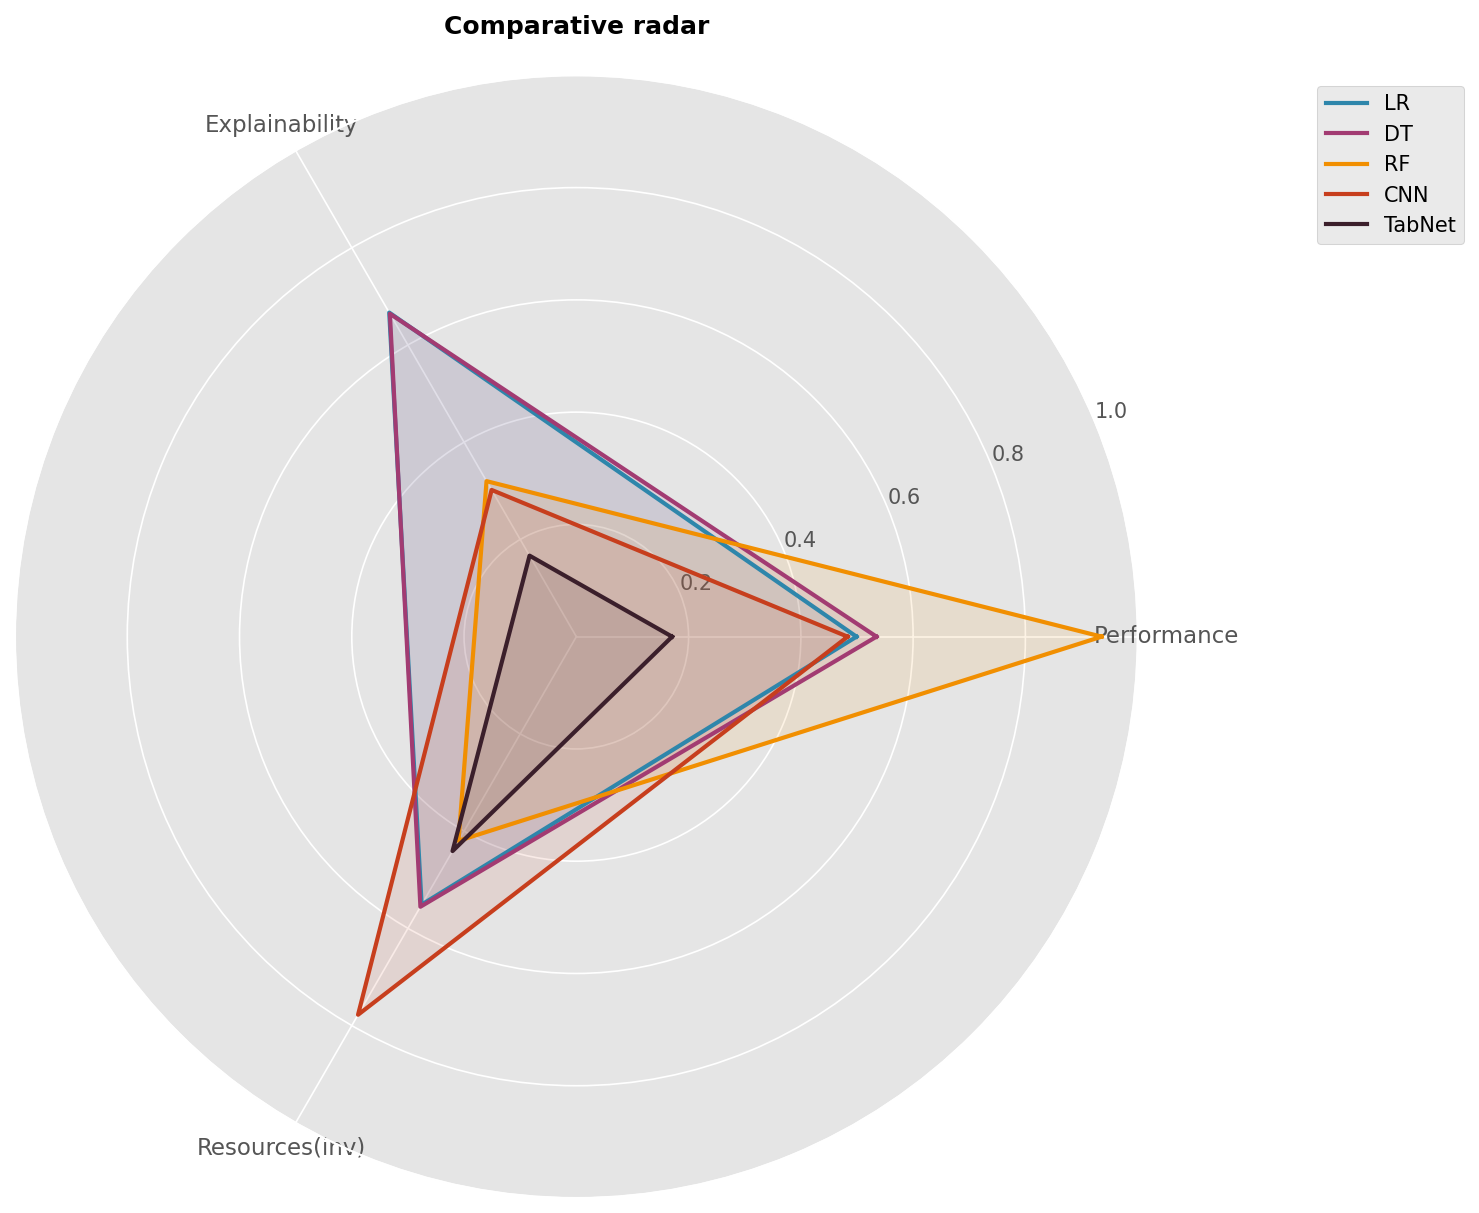 Comparative radar
LR
DT
RF
CNN
TabNet
Explainability
1.0
0.8
0.6
0.4
0.2
Performance
Resources(inv)